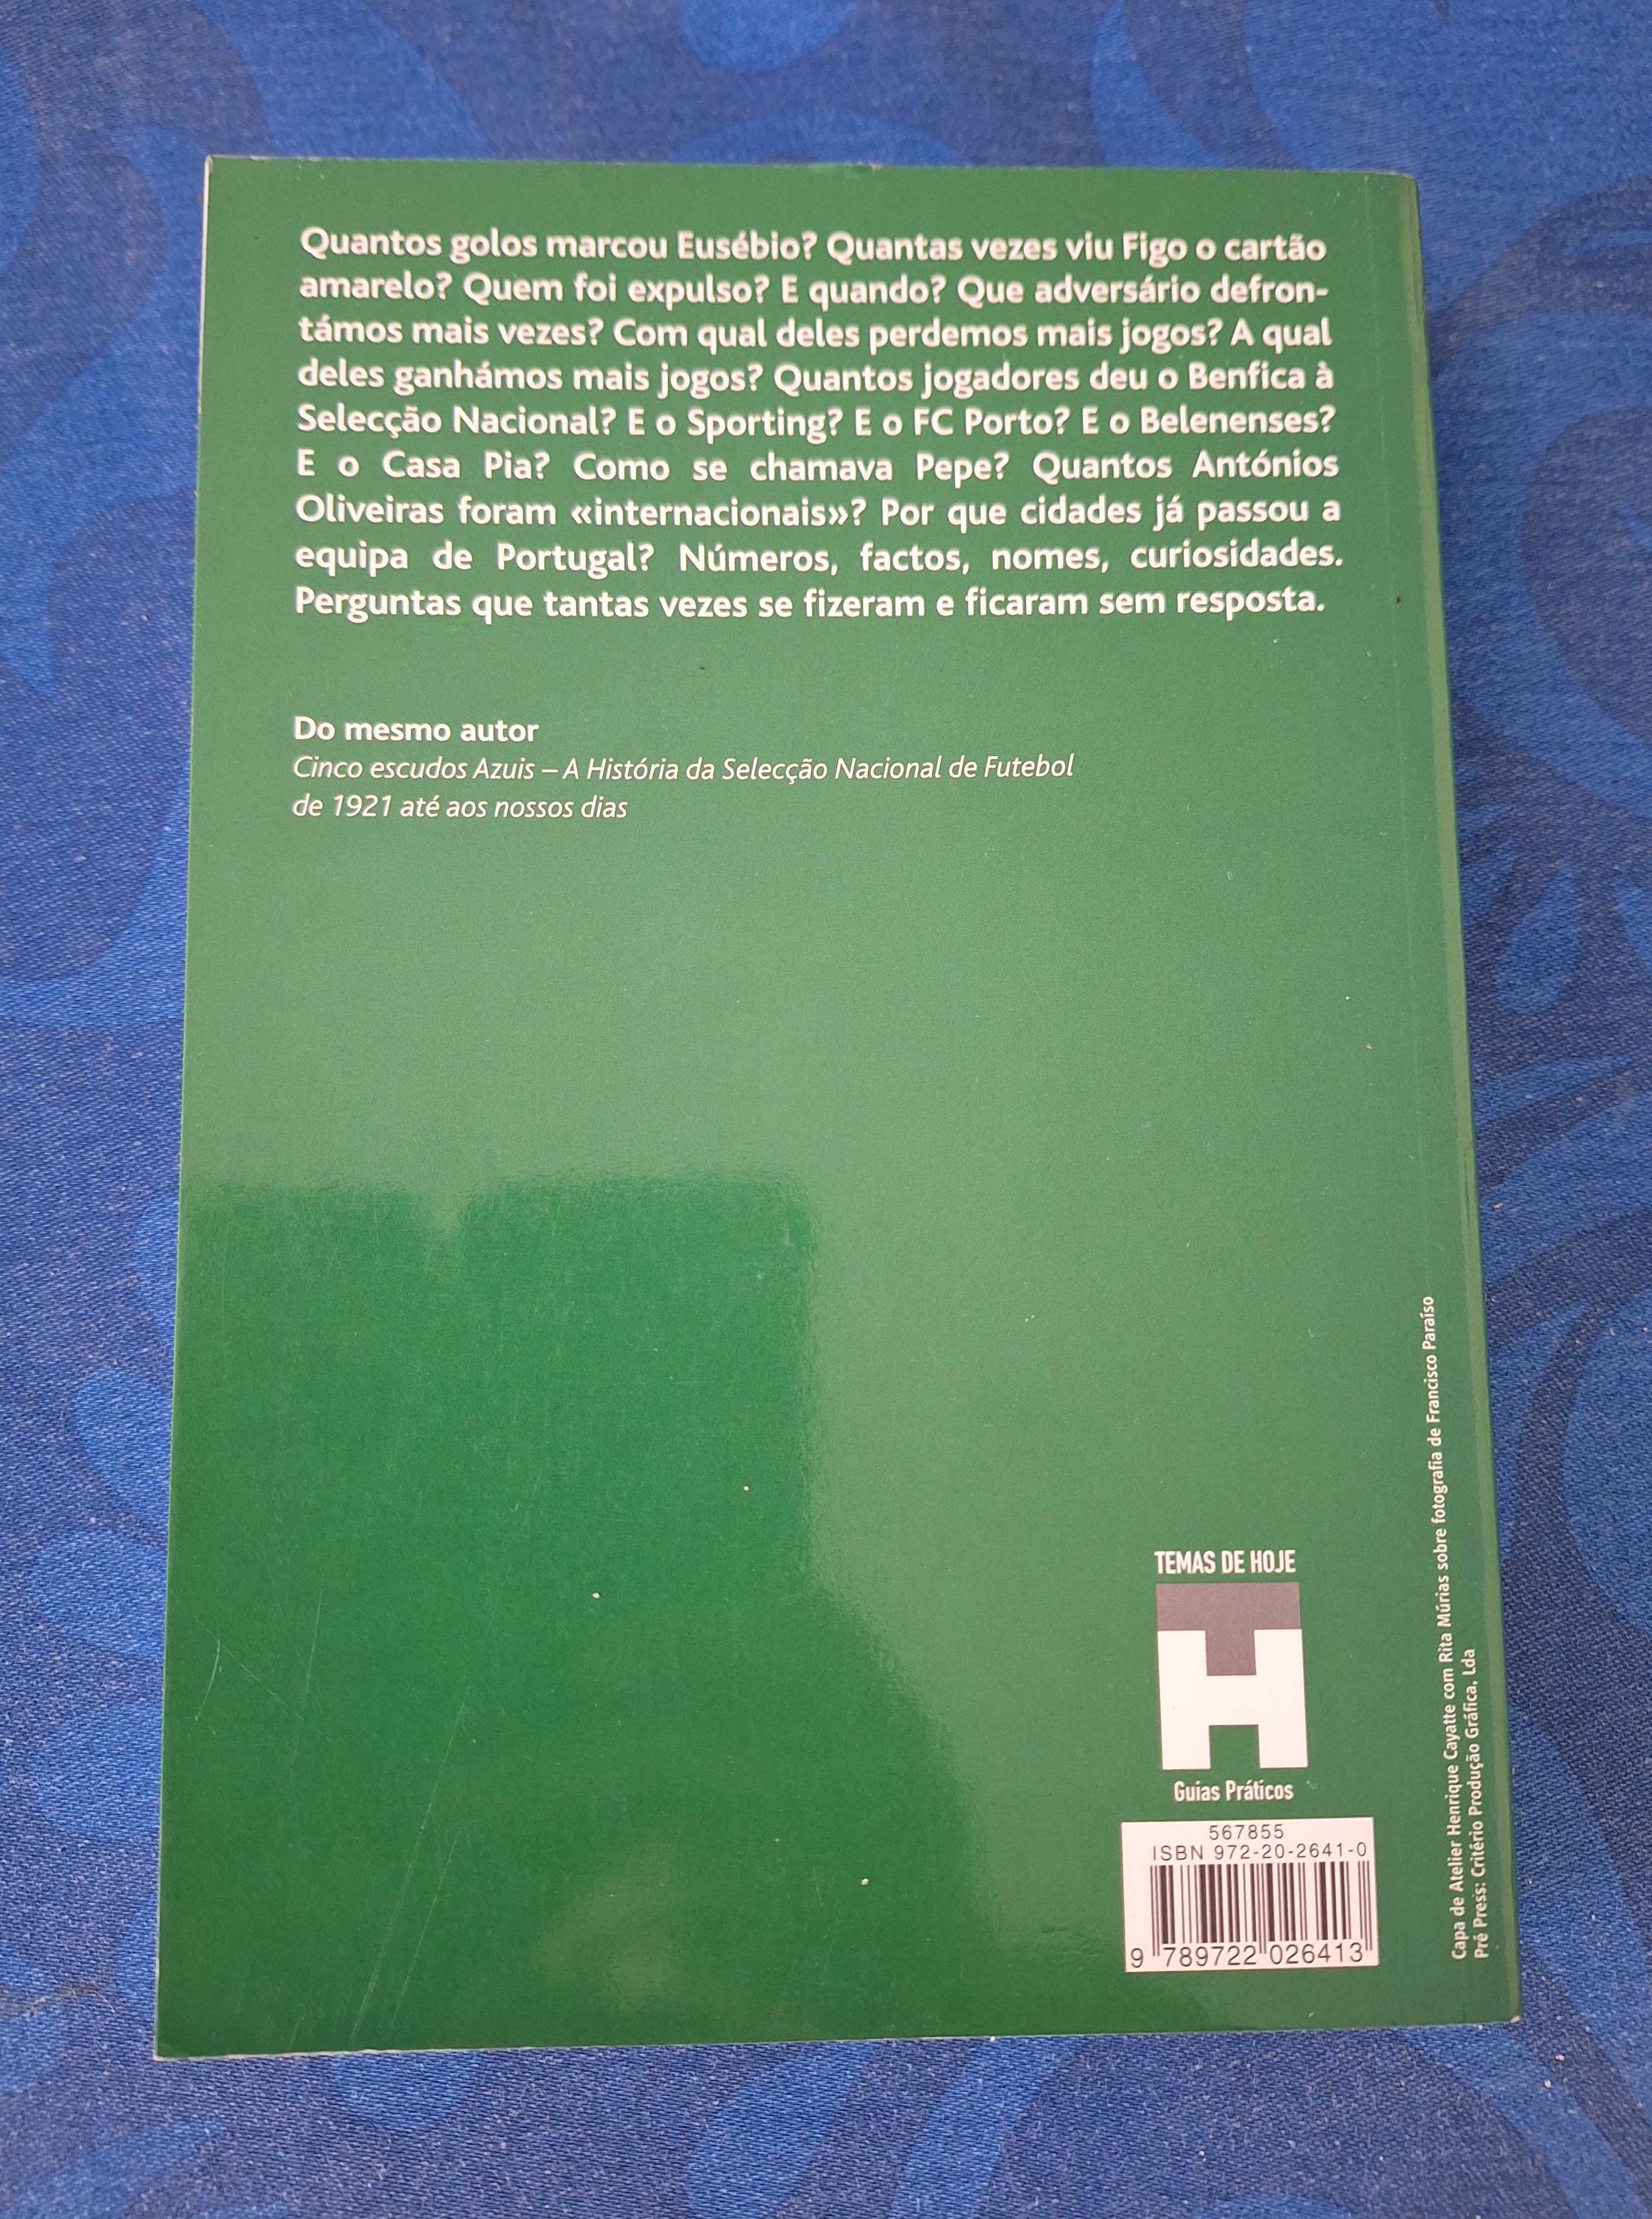 Quantos golos marcou Eusébio? Quantas vezes viu Figo o cartão
amarelo? Quem foi expulso? E quando? Que adversário defron-
támos mais vezes? Com qual deles perdemos mais jogos? A qual
deles ganhámos mais jogos? Quantos jogadores deu o Benfica à
Selecção Nacional? E o Sporting? E o FC Porto? E o Belenenses?
E o Casa Pia? Como se chamava Pepe? Quantos Antónios
Oliveiras foram «internacionais»? Por que cidades já passou a
equipa de Portugal? Números, factos, nomes, curiosidades.
Perguntas que tantas vezes se fizeram e ficaram sem resposta.
Do mesmo autor
Cinco escudos Azuis – A História da Selecção Nacional de Futebol
de 1921 até aos nossos dias
TEMAS DE HOJE
TH
Guias Práticos
567855
ISBN 972-20-2641-0
9 789722 026413
Capa de Atelier Henrique Cayatte com Rita Múrias sobre fotografia de Francisco Paraíso
Pré Press: Critério Produção Gráfica, Lda